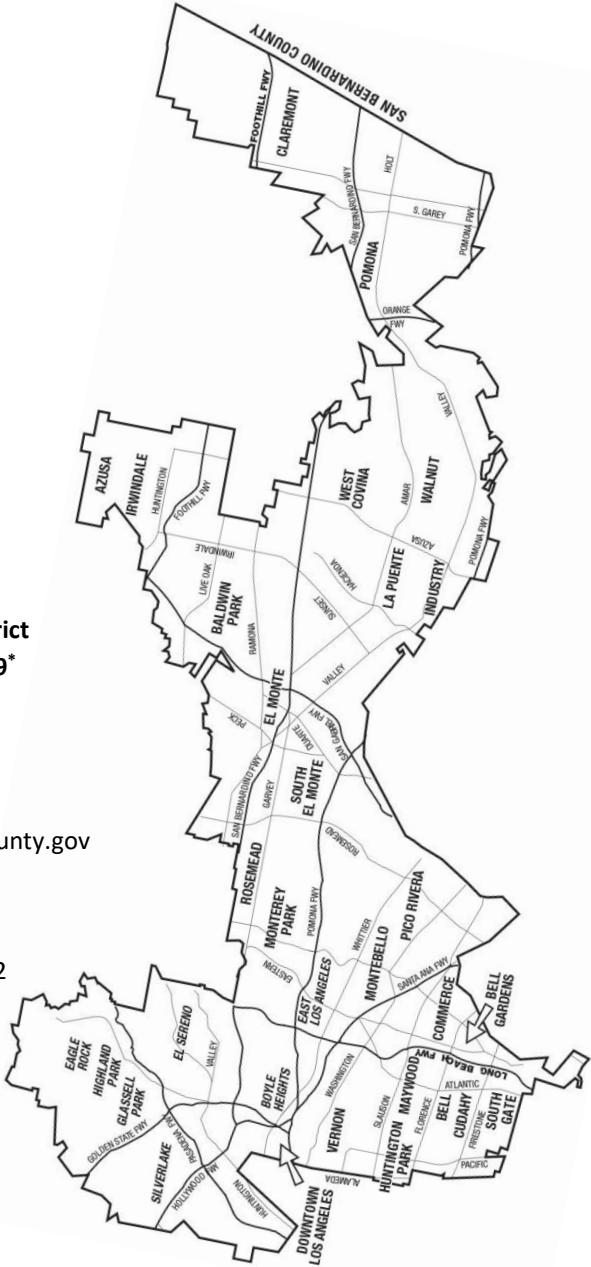 SAN BERNARDINO COUNTY
FOOTHILL FWY
CLAREMONT
SAN BERNARDINO FWY
HOLT
S. GAREY
POMONA FWY
POMONA
ORANGE
FWY
VALLEY
AZUSA
IRWINDALE
HUNTINGTON
FOOTHILL FWY
WEST
COVINA
AMAR
WALNUT
IRWINDALE
LIVE OAK
BALDWIN
PARK
RAMONA
HACIENDA
SUNSET
LA PUENTE
AZUSA
POMONA FWY
INDUSTRY
VALLEY
rict
9*
EL MONTE
PECK
DUARTE
SAN GABRIEL FWY
SAN BERNARDINO FWY
GARVEY
SOUTH
EL MONTE
ROSEMEAD
unty.gov
ROSEMEAD
MONTEREY
PARK
POMONA FWY
WHITTIER
PICO RIVERA
MONTEBELLO
SANTA ANA FWY
2
EASTERN
EAST
LOS ANGELES
COMMERCE
BELL
GARDENS
EAGLE
ROCK
HIGHLAND
PARK
GLASSELL
PARK
EL SERENO
VALLEY
BOYLE
HEIGHTS
WASHINGTON
LONG BEACH FWY
ATLANTIC
GOLDEN STATE FWY
PASADENA FWY
SILVERLAKE
HOLLYWOOD FWY
HUNTINGTON
VERNON
SLAUSON
MAYWOOD
FLORENCE
BELL
CUDAHY
FIRESTONE
SOUTH
GATE
HUNTINGTON
PARK
PACIFIC
ALAMEDA
DOWNTOWN
LOS ANGELES